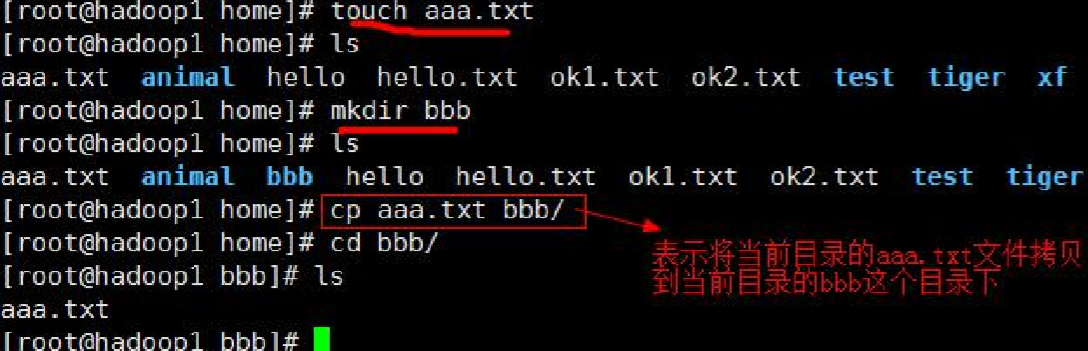 [root@hadoop1 home]# touch aaa.txt
[root@hadoop1 home]# ls
aaa.txt animal hello hello.txt ok1.txt ok2.txt test tiger xf
[root@hadoop1 home]# mkdir bbb
[root@hadoop1 home]# ls
aaa.txt animal bbb hello hello.txt ok1.txt ok2.txt test tiger
[root@hadoop1 home]# cp aaa.txt bbb/
[root@hadoop1 home]# cd bbb/
表示将当前目录的aaa.txt文件拷贝
到当前目录的bbb这个目录下
[root@hadoop1 bbb]# ls
aaa.txt
[root@hadoop1 bbb]#